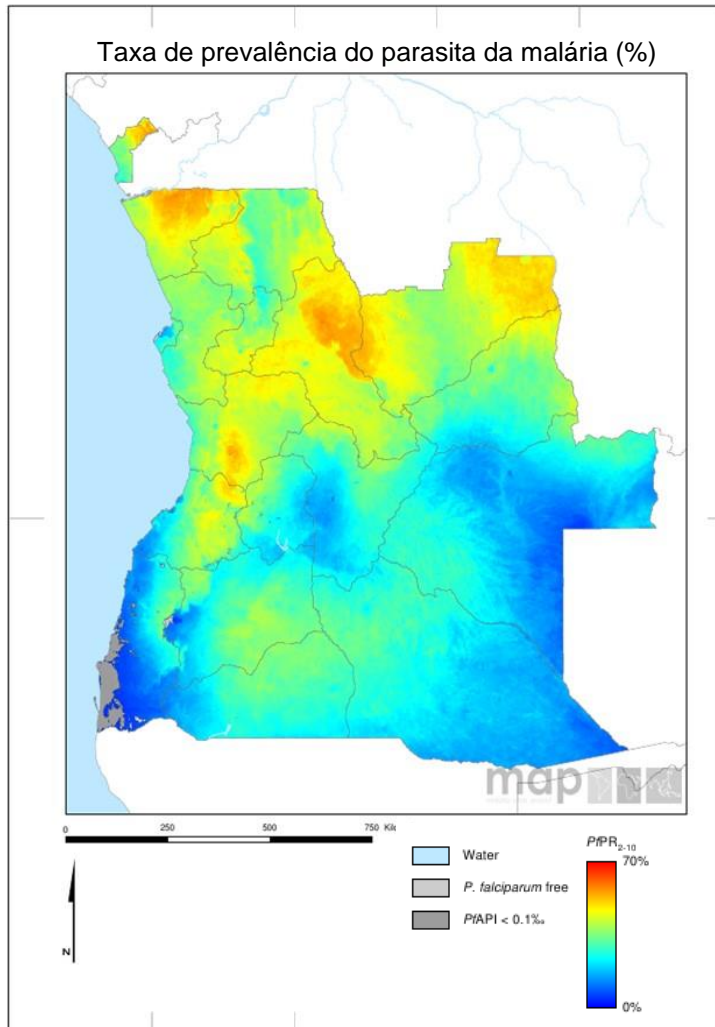 Taxa de prevalência do parasita da malária (%)
map
0 250 500 750
Water
P. falciparum free
PfAPI < 0.1‰
PfPR2-10
70%
0%
N